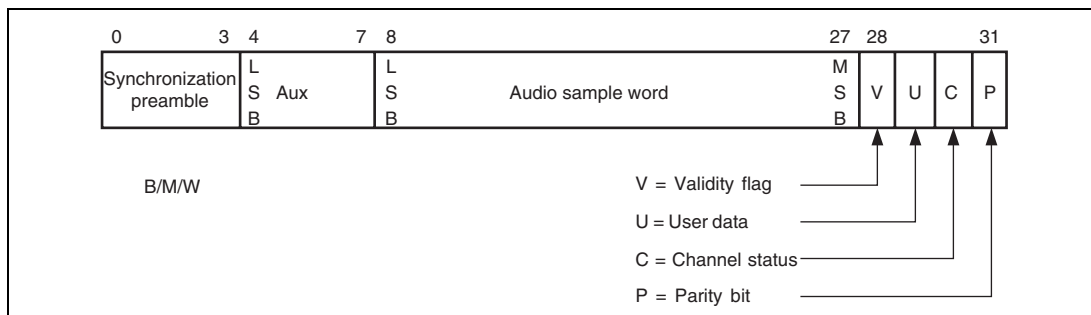 0 3 4 7 8 27 28 31
Synchronization
preamble
L
S
B
Aux
L
S
B
Audio sample word
M
S
B
V U C P
B/M/W
V = Validity flag
U = User data
C = Channel status
P = Parity bit